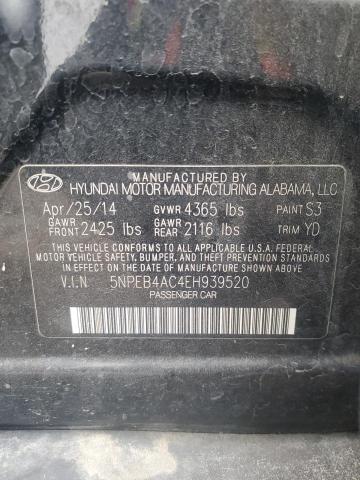 MANUFACTURED BY
HYUNDAI MOTOR MANUFACTURING ALABAMA, LLC
Apr/25/14 GVWR 4365 lbs PAINT S3
GAWR FRONT 2425 lbs GAWR REAR 2116 lbs TRIM YD
THIS VEHICLE CONFORMS TO ALL APPLICABLE U.S.A. FEDERAL
MOTOR VEHICLE SAFETY, BUMPER, AND THEFT PREVENTION
STANDARDS IN EFFECT ON THE DATE OF MANUFACTURE SHOWN ABOVE.
V.I.N 5NPEB4AC4EH939520
PASSENGER CAR